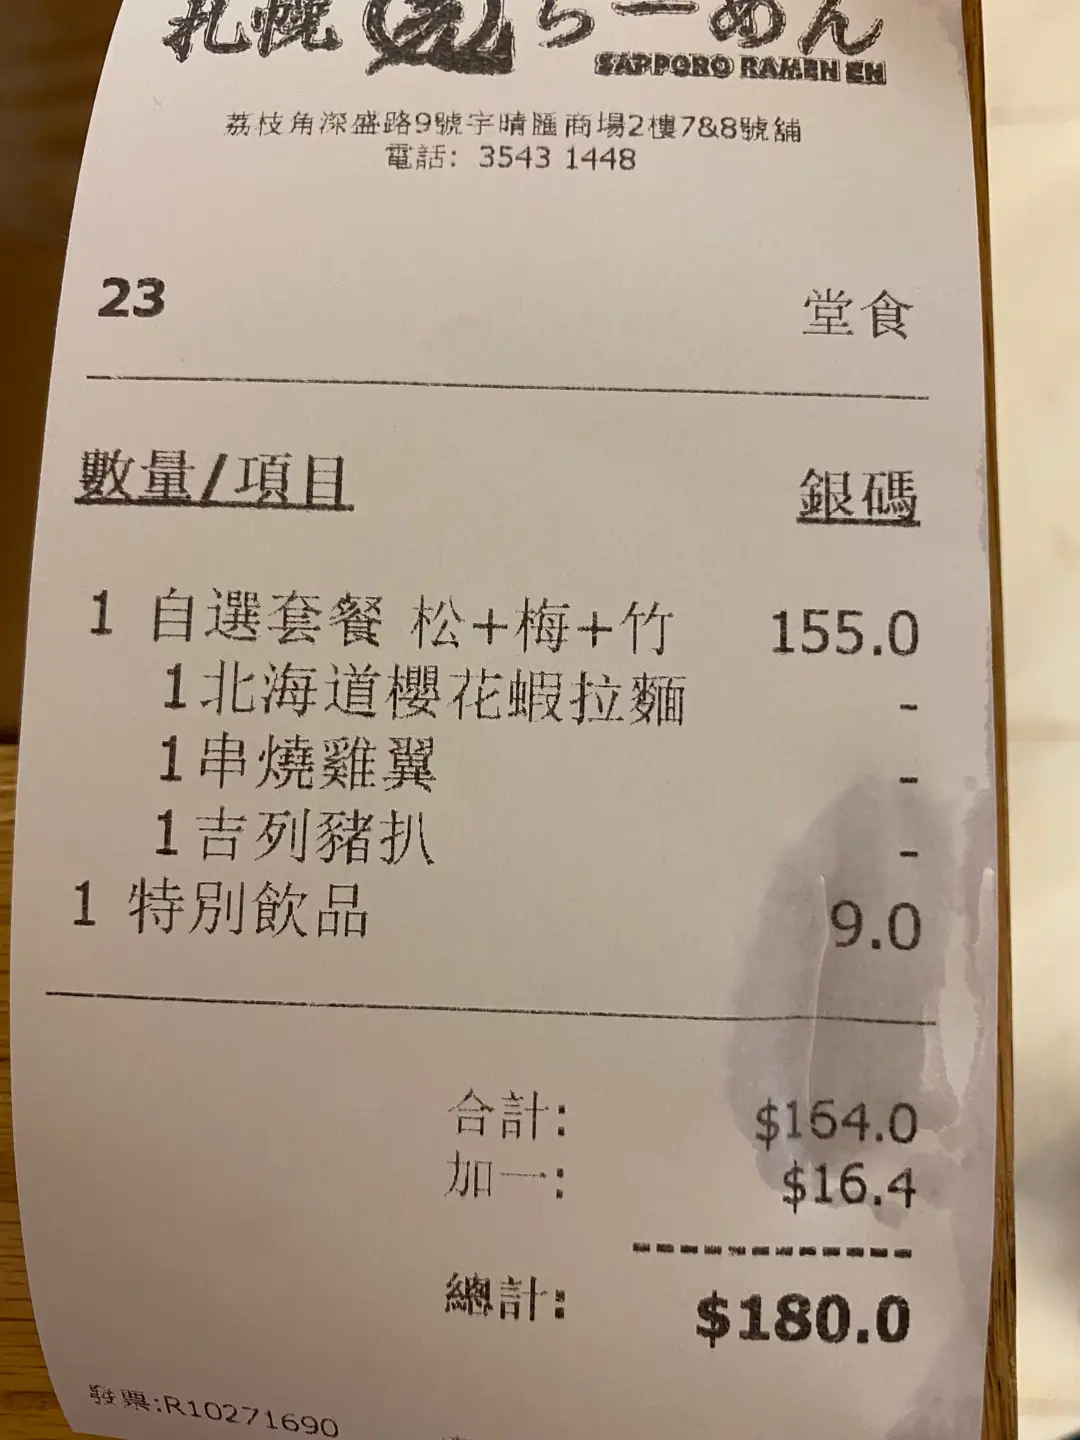 札幌 らーめん
SAPPORO RAMEN EN
荔枝角深盛路9號宇晴匯商場2樓7&8號舖
電話: 3543 1448
23 堂食
數量/項目 銀碼
1 自選套餐 松+梅+竹 155.0
1北海道櫻花蝦拉麵 -
1串燒雞翼 -
1吉列豬扒 -
1 特別飲品 9.0
合計: $164.0
加一: $16.4
總計: $180.0
發票:R10271690